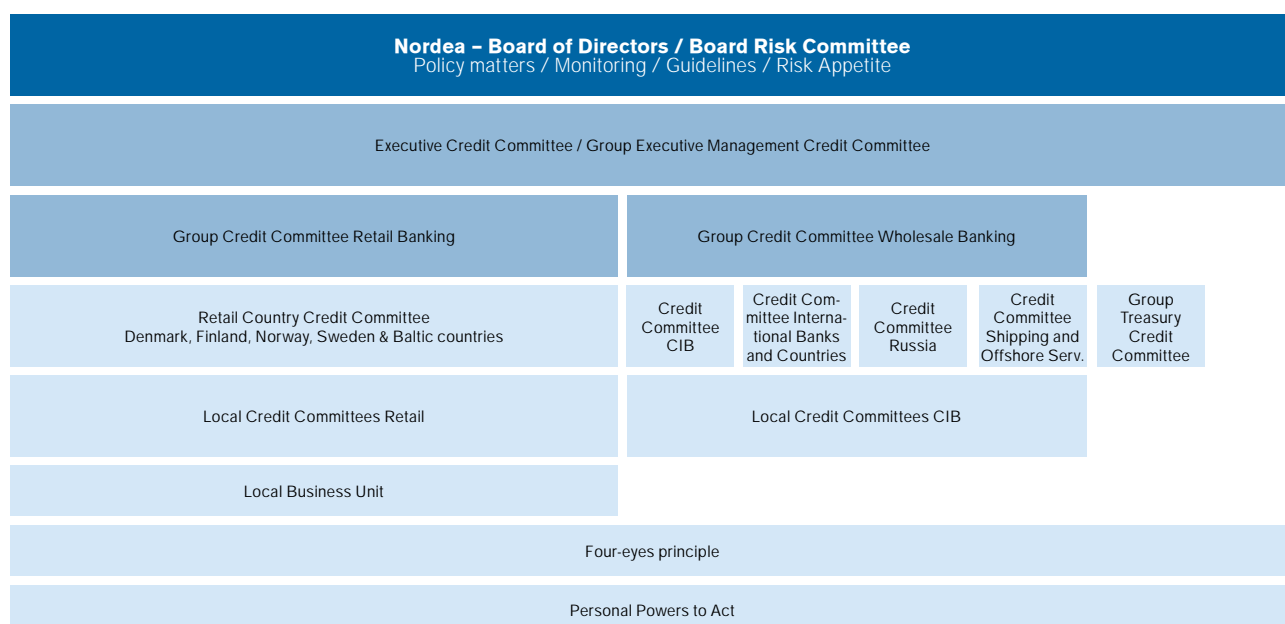 Nordea – Board of Directors / Board Risk Committee
Policy matters / Monitoring / Guidelines / Risk Appetite
Executive Credit Committee / Group Executive Management Credit Committee
Group Credit Committee Retail Banking
Group Credit Committee Wholesale Banking
Retail Country Credit Committee
Denmark, Finland, Norway, Sweden & Baltic countries
Credit
Committee
CIB
Credit Com-
mittee Interna-
tional Banks
and Countries
Credit
Committee
Russia
Credit
Committee
Shipping and
Offshore Serv.
Group
Treasury
Credit
Committee
Local Credit Committees Retail
Local Credit Committees CIB
Local Business Unit
Four-eyes principle
Personal Powers to Act